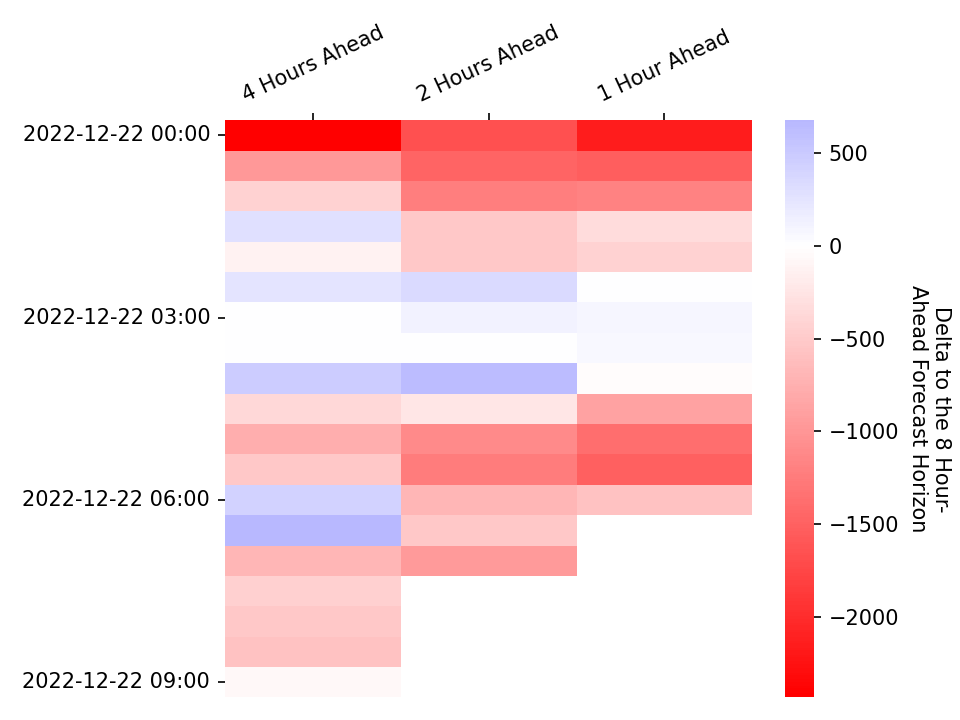 4 Hours Ahead
2 Hours Ahead
1 Hour Ahead
2022-12-22 00:00
2022-12-22 03:00
2022-12-22 06:00
2022-12-22 09:00
500
0
−500
−1000
−1500
−2000
Delta to the 8 Hour-
Ahead Forecast Horizon